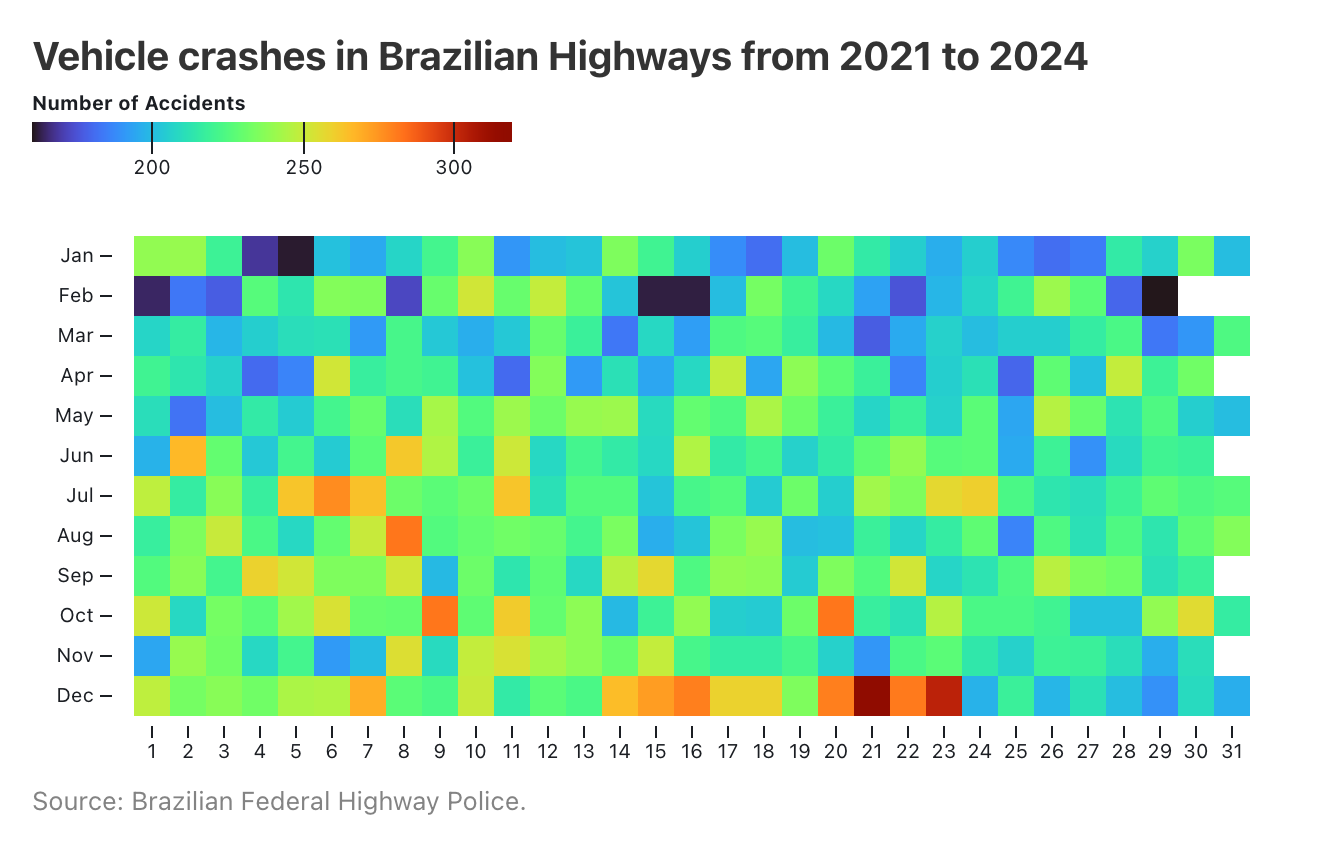 Vehicle crashes in Brazilian Highways from 2021 to 2024
Number of Accidents
200 250 300
Jan
Feb
Mar
Apr
May
Jun
Jul
Aug
Sep
Oct
Nov
Dec
1 2 3 4 5 6 7 8 9 10 11 12 13 14 15 16 17 18 19 20 21 22 23 24 25 26 27 28 29 30 31
Source: Brazilian Federal Highway Police.